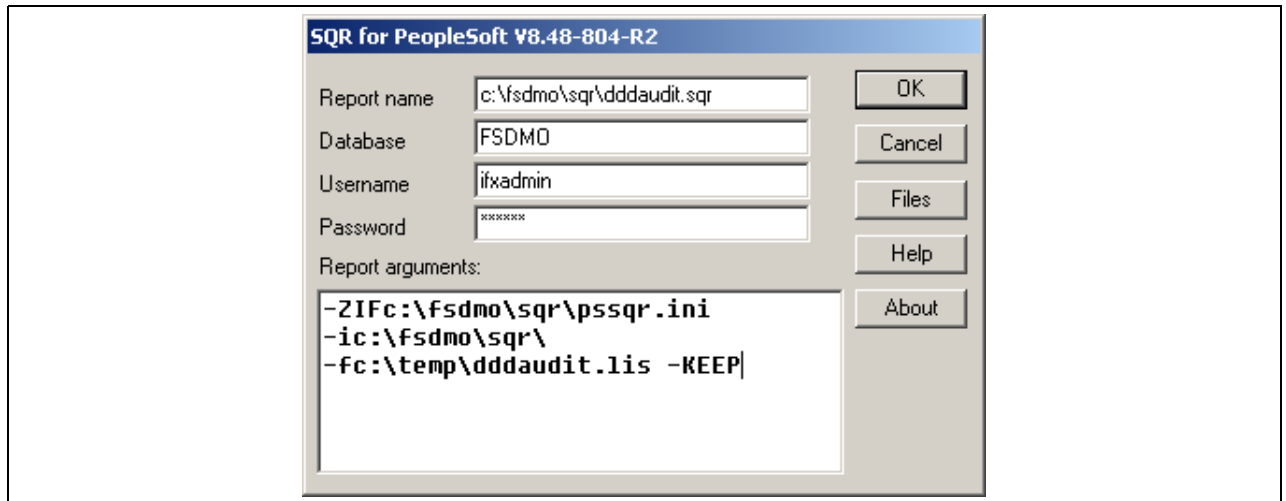 SQR for PeopleSoft V8.48-804-R2
Report name c:\fsdmo\sqr\dddaudit.sqr OK
Database FSDMO Cancel
Username ifxadmin Files
Password ******
Report arguments: Help
-ZIFc:\fsdmo\sqr\pssqr.ini About
-ic:\fsdmo\sqr\
-fc:\temp\dddaudit.lis -KEEP